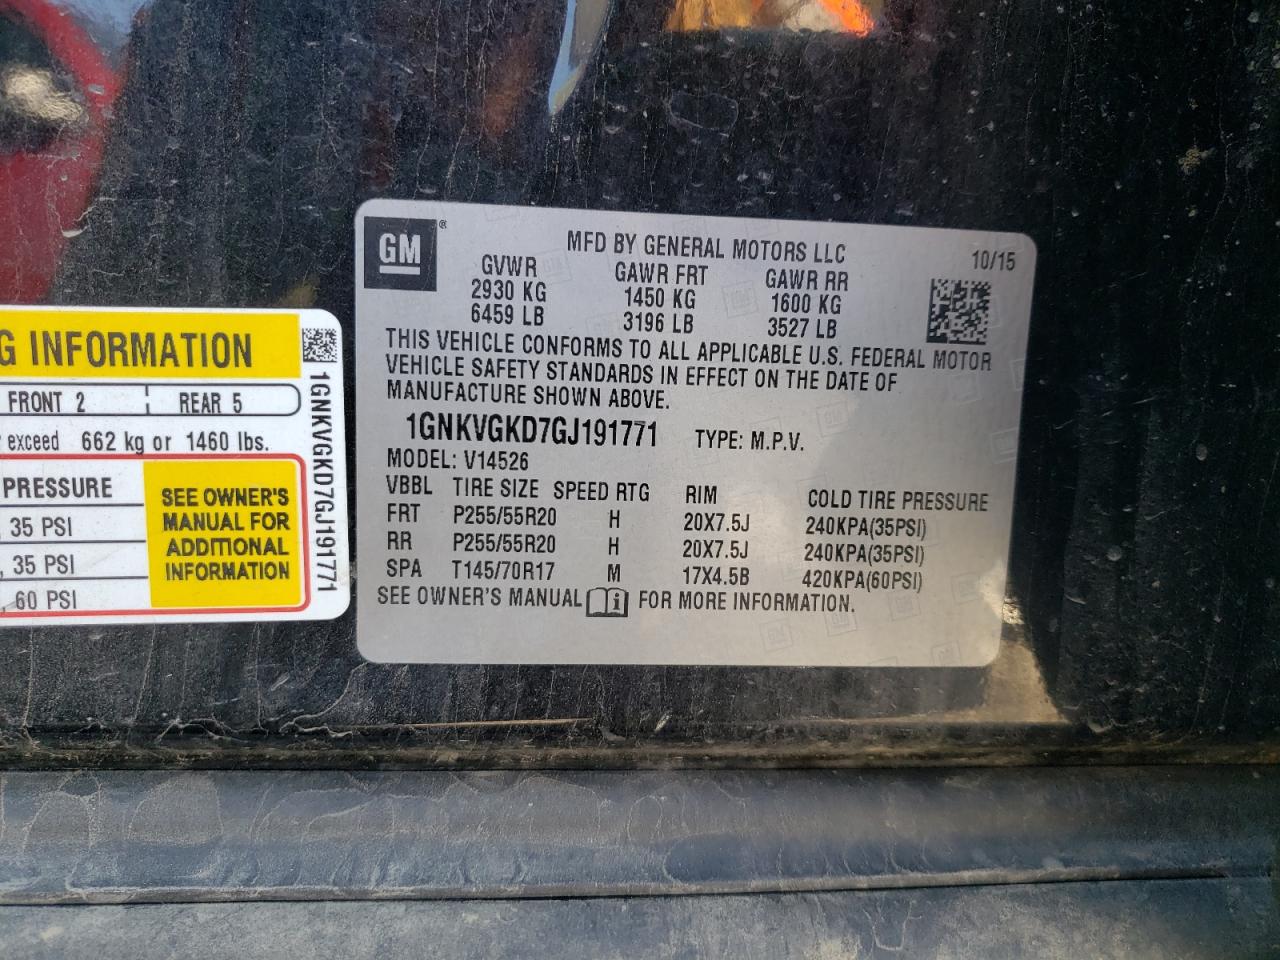 G INFORMATION
FRONT 2 REAR 5
exceed 662 kg or 1460 lbs.
PRESSURE
, 35 PSI
, 35 PSI
, 60 PSI
SEE OWNER'S
MANUAL FOR
ADDITIONAL
INFORMATION
1GNKVGKD7GJ191771
GM ®
MFD BY GENERAL MOTORS LLC 10/15
GVWR GAWR FRT GAWR RR
2930 KG 1450 KG 1600 KG
6459 LB 3196 LB 3527 LB
THIS VEHICLE CONFORMS TO ALL APPLICABLE U.S. FEDERAL MOTOR
VEHICLE SAFETY STANDARDS IN EFFECT ON THE DATE OF
MANUFACTURE SHOWN ABOVE.
1GNKVGKD7GJ191771 TYPE: M.P.V.
MODEL: V14526
VBBL TIRE SIZE SPEED RTG RIM COLD TIRE PRESSURE
FRT P255/55R20 H 20X7.5J 240KPA(35PSI)
RR P255/55R20 H 20X7.5J 240KPA(35PSI)
SPA T145/70R17 M 17X4.5B 420KPA(60PSI)
SEE OWNER'S MANUAL FOR MORE INFORMATION.